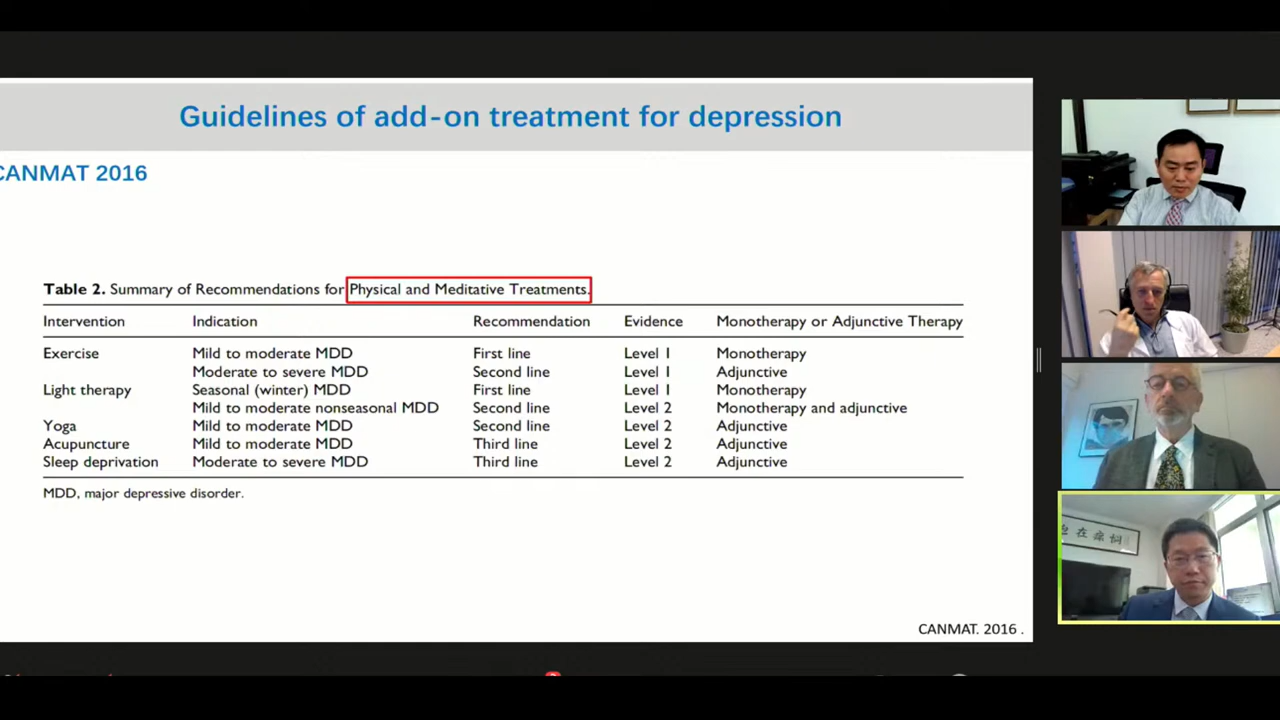 Guidelines of add-on treatment for depression
CANMAT 2016
Table 2. Summary of Recommendations for Physical and Meditative Treatments.
Intervention Indication Recommendation Evidence Monotherapy or Adjunctive Therapy
Exercise Mild to moderate MDD First line Level 1 Monotherapy
Moderate to severe MDD Second line Level 1 Adjunctive
Light therapy Seasonal (winter) MDD First line Level 1 Monotherapy
Mild to moderate nonseasonal MDD Second line Level 2 Monotherapy and adjunctive
Yoga Mild to moderate MDD Second line Level 2 Adjunctive
Acupuncture Mild to moderate MDD Third line Level 2 Adjunctive
Sleep deprivation Moderate to severe MDD Third line Level 2 Adjunctive
MDD, major depressive disorder.
CANMAT. 2016 .